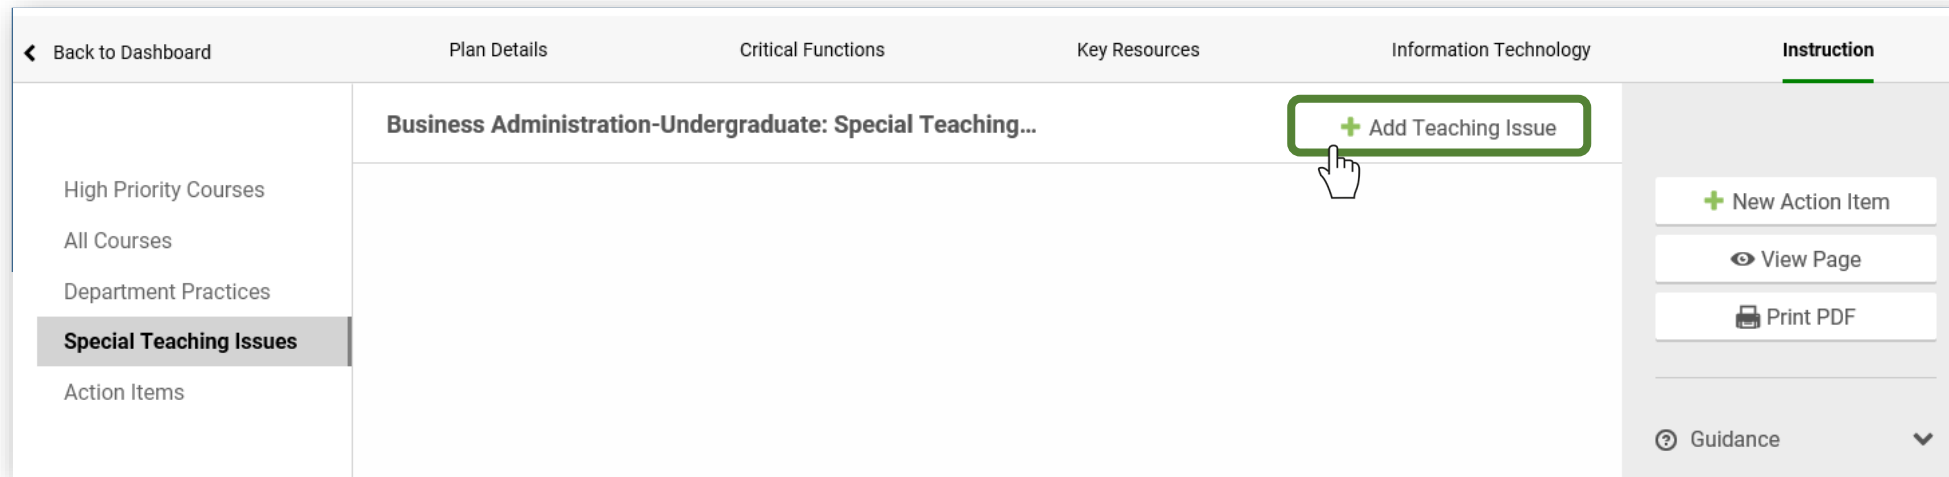 Back to Dashboard
Plan Details
Critical Functions
Key Resources
Information Technology
Instruction
Business Administration-Undergraduate: Special Teaching...
Add Teaching Issue
High Priority Courses
All Courses
Department Practices
Special Teaching Issues
Action Items
New Action Item
View Page
Print PDF
Guidance